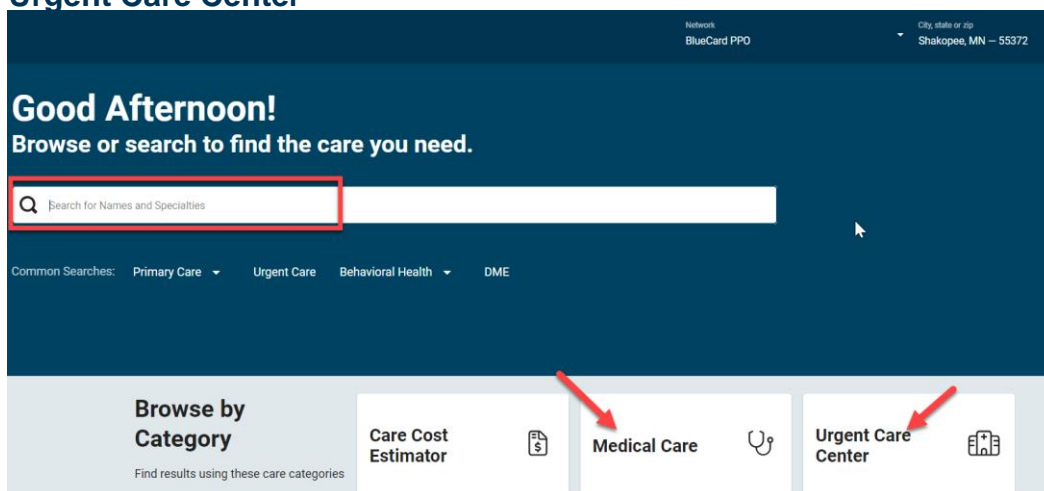 Urgent Care Center
Network
BlueCard PPO
City, state or zip
Shakopee, MN – 55372
Good Afternoon!
Browse or search to find the care you need.
Search for Names and Specialties
Common Searches: Primary Care Urgent Care Behavioral Health DME
Browse by
Category
Find results using these care categories
Care Cost
Estimator
Medical Care
Urgent Care
Center